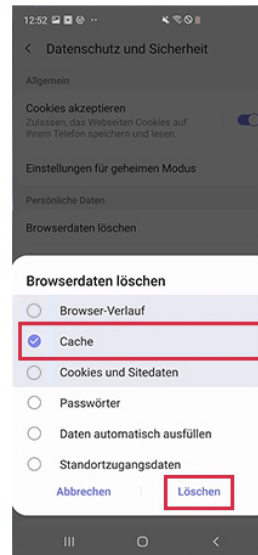 12:52
Datenschutz und Sicherheit
Allgemein
Cookies akzeptieren
Zulassen, das Webseiten Cookies auf
Ihrem Telefon speichern und lesen.
Einstellungen für geheimen Modus
Persönliche Daten
Browserdaten löschen
Browserdaten löschen
Browser-Verlauf
Cache
Cookies und Sitedaten
Passwörter
Daten automatisch ausfüllen
Standortzugangsdaten
Abbrechen Löschen